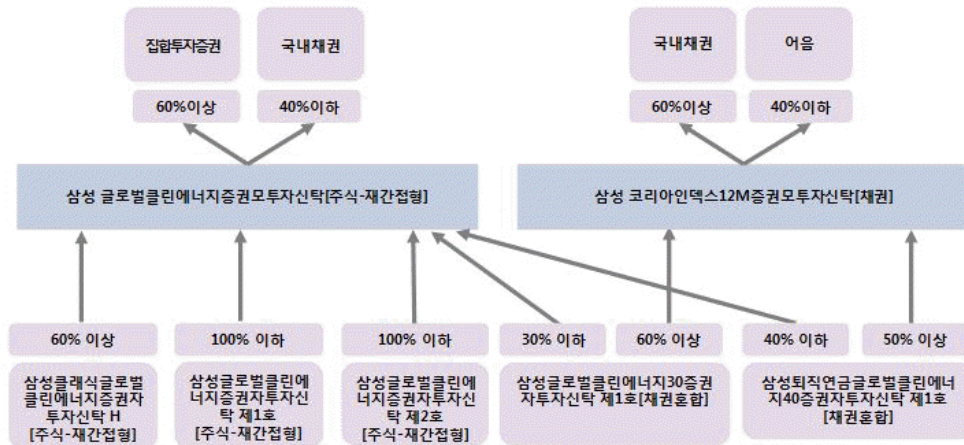 집합투자증권
국내채권
국내채권
어음
60%이상
40%이하
60%이상
40%이하
삼성 글로벌클린에너지증권모투자신탁[주식-재간접형]
삼성 코리아인덱스12M증권모투자신탁[채권]
60% 이상
100% 이하
100% 이하
30% 이하
60% 이상
40% 이하
50% 이상
삼성클래식글로벌
클린에너지증권자
투자신탁 H
[주식-재간접형]
삼성글로벌클린에
너지증권자투자신
탁 제1호
[주식-재간접형]
삼성글로벌클린에
너지증권자투자신
탁 제2호
[주식-재간접형]
삼성글로벌클린에너지30증권
자투자신탁 제1호[채권혼합]
삼성퇴직연금글로벌클린에너
지40증권자투자신탁 제1호
[채권혼합]